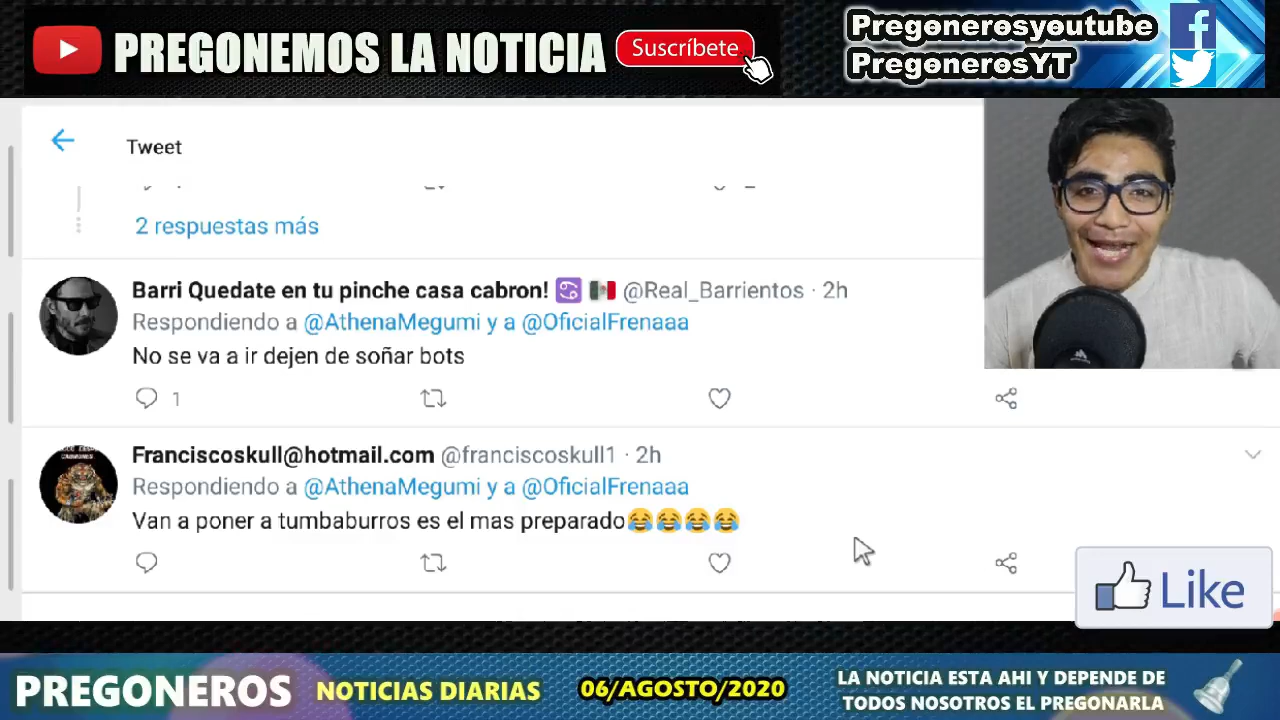 PREGONEMOS LA NOTICIA
Suscríbete
Pregonerosyoutube
PregonerosYT
Tweet
2 respuestas más
Barri Quedate en tu pinche casa cabron! ♋ 🇲🇽 @Real_Barrientos · 2h
Respondiendo a @AthenaMegumi y a @OficialFrenaaa
No se va a ir dejen de soñar bots
1
Franciscoskull@hotmail.com @franciscoskull1 · 2h
Respondiendo a @AthenaMegumi y a @OficialFrenaaa
Van a poner a tumbaburros es el mas preparado😂😂😂😂
Like
PREGONEROS
NOTICIAS DIARIAS
06/AGOSTO/2020
LA NOTICIA ESTA AHI Y DEPENDE DE
TODOS NOSOTROS EL PREGONARLA